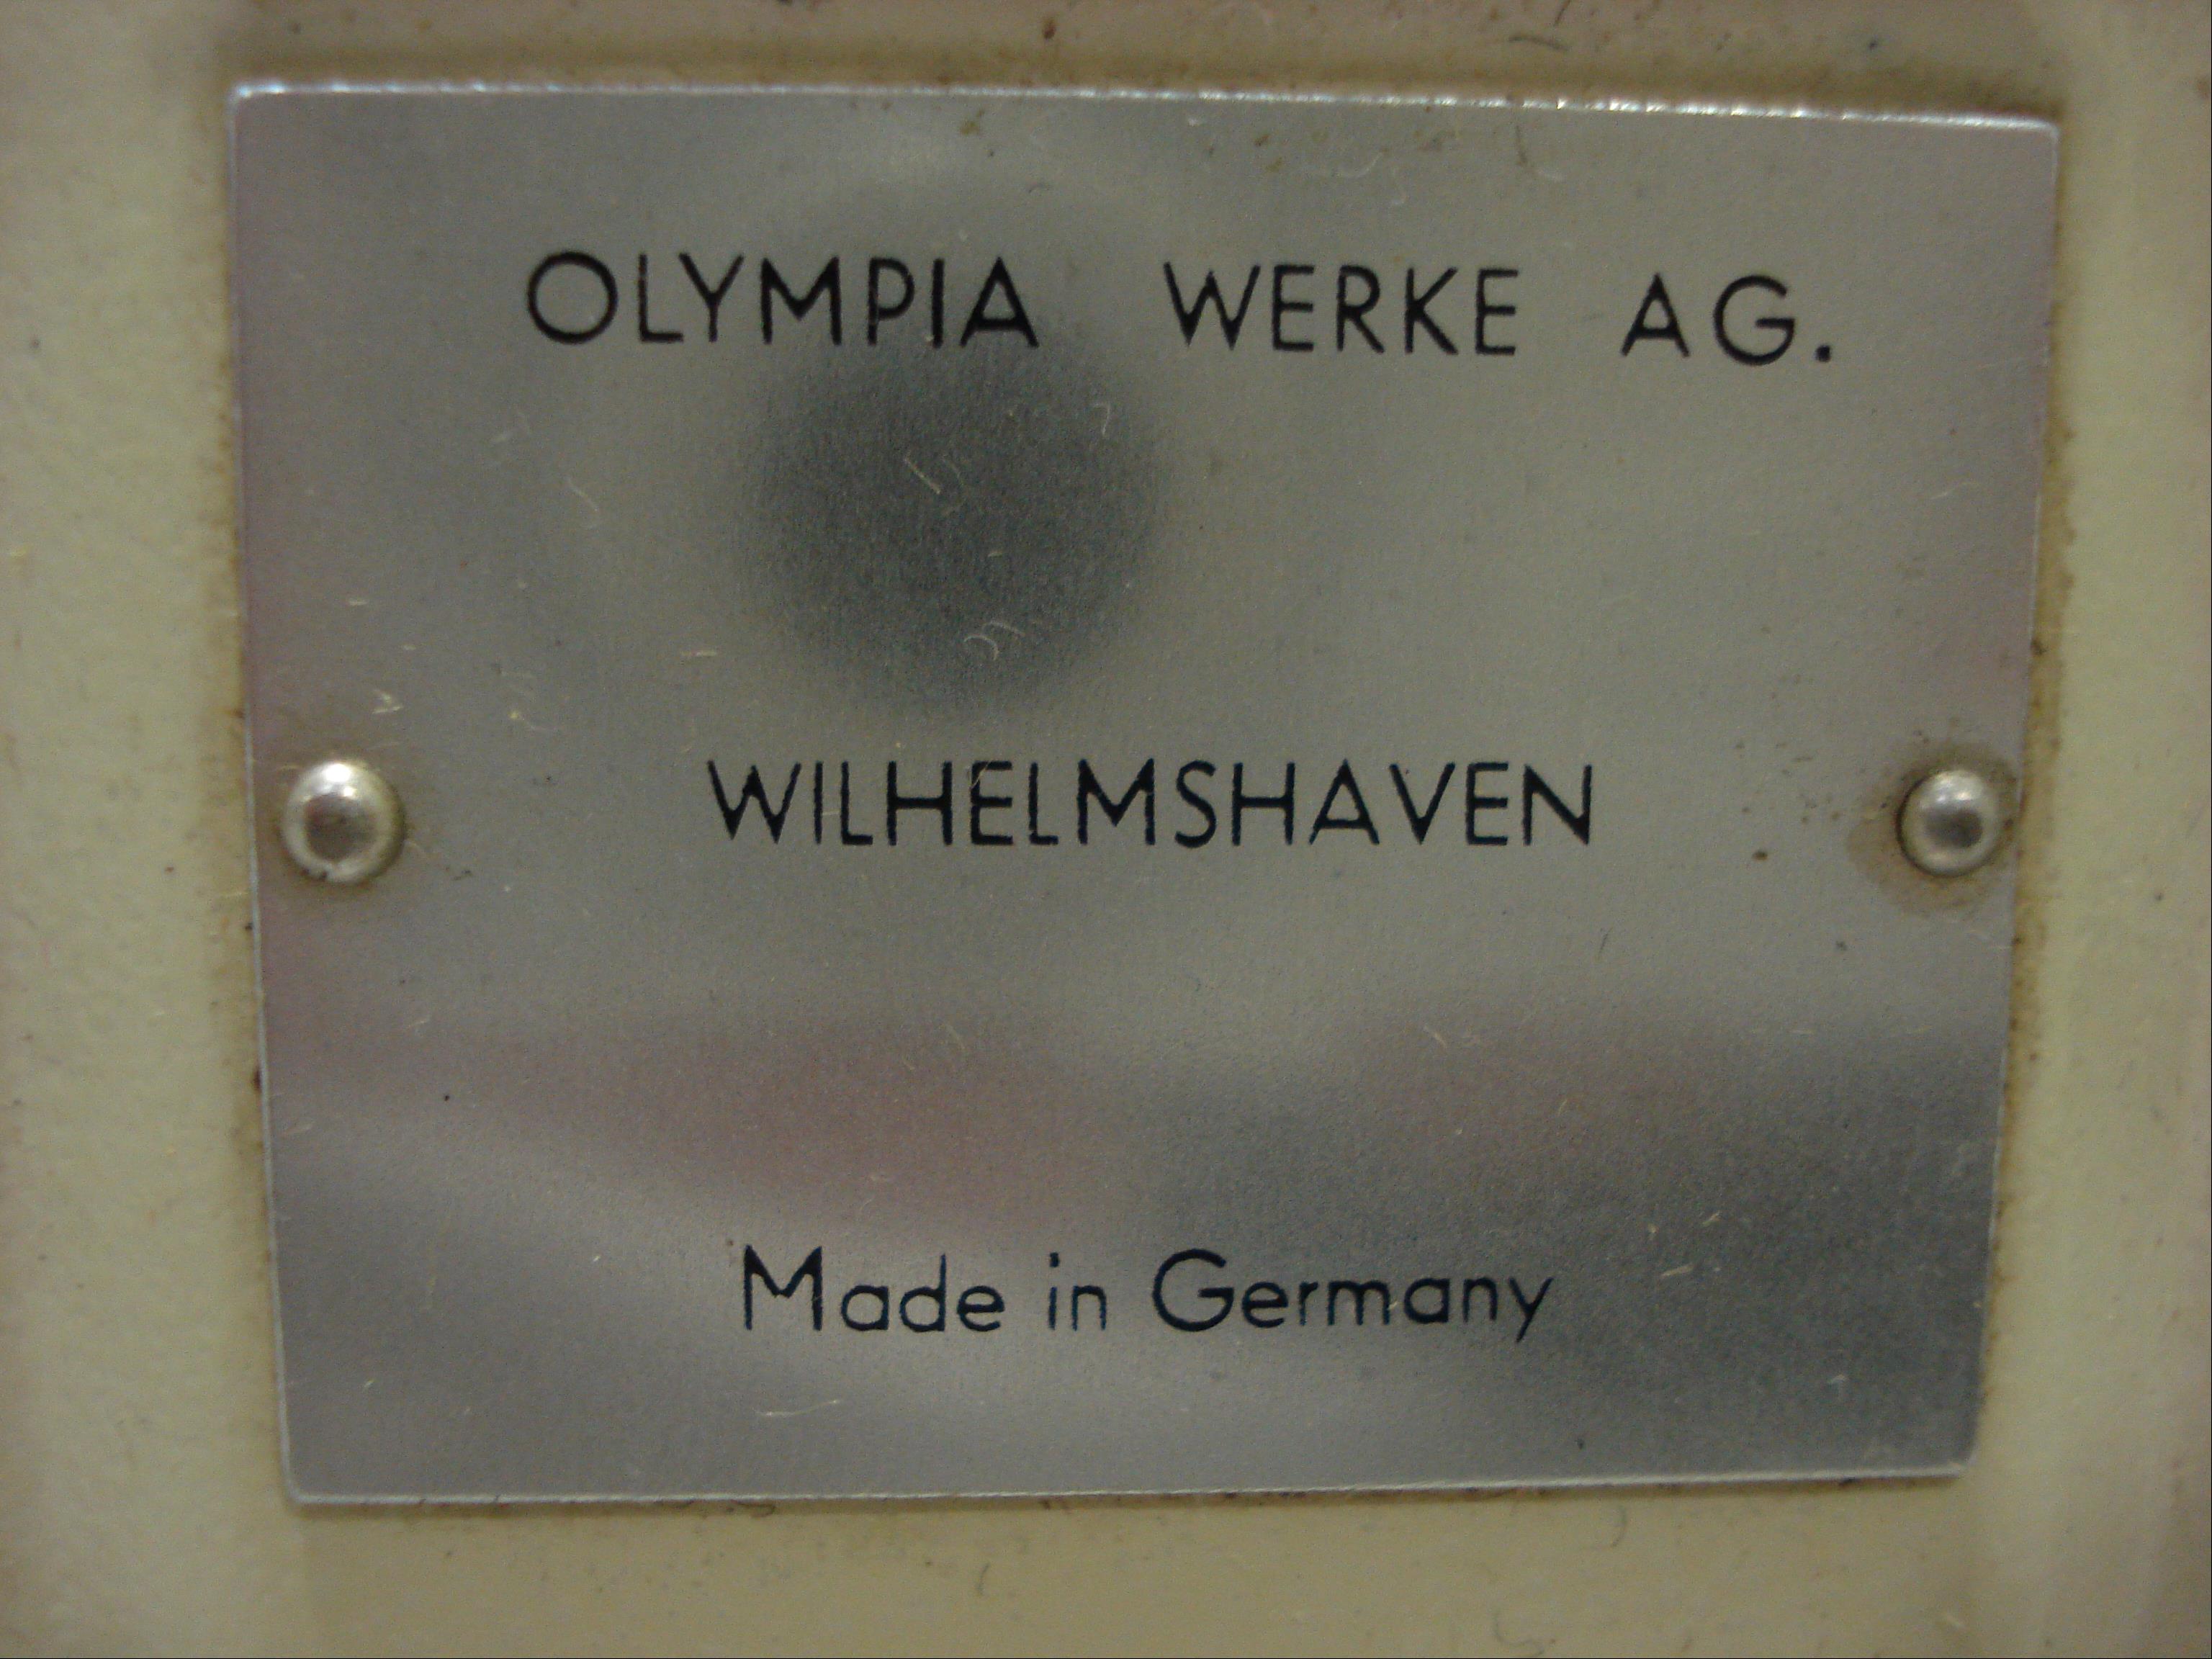 OLYMPIA WERKE AG.
WILHELMSHAVEN
Made in Germany